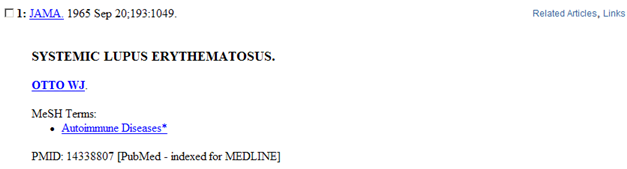 1: JAMA. 1965 Sep 20;193:1049. Related Articles, Links
SYSTEMIC LUPUS ERYTHEMATOSUS.
OTTO WJ.
MeSH Terms:
• Autoimmune Diseases*
PMID: 14338807 [PubMed - indexed for MEDLINE]